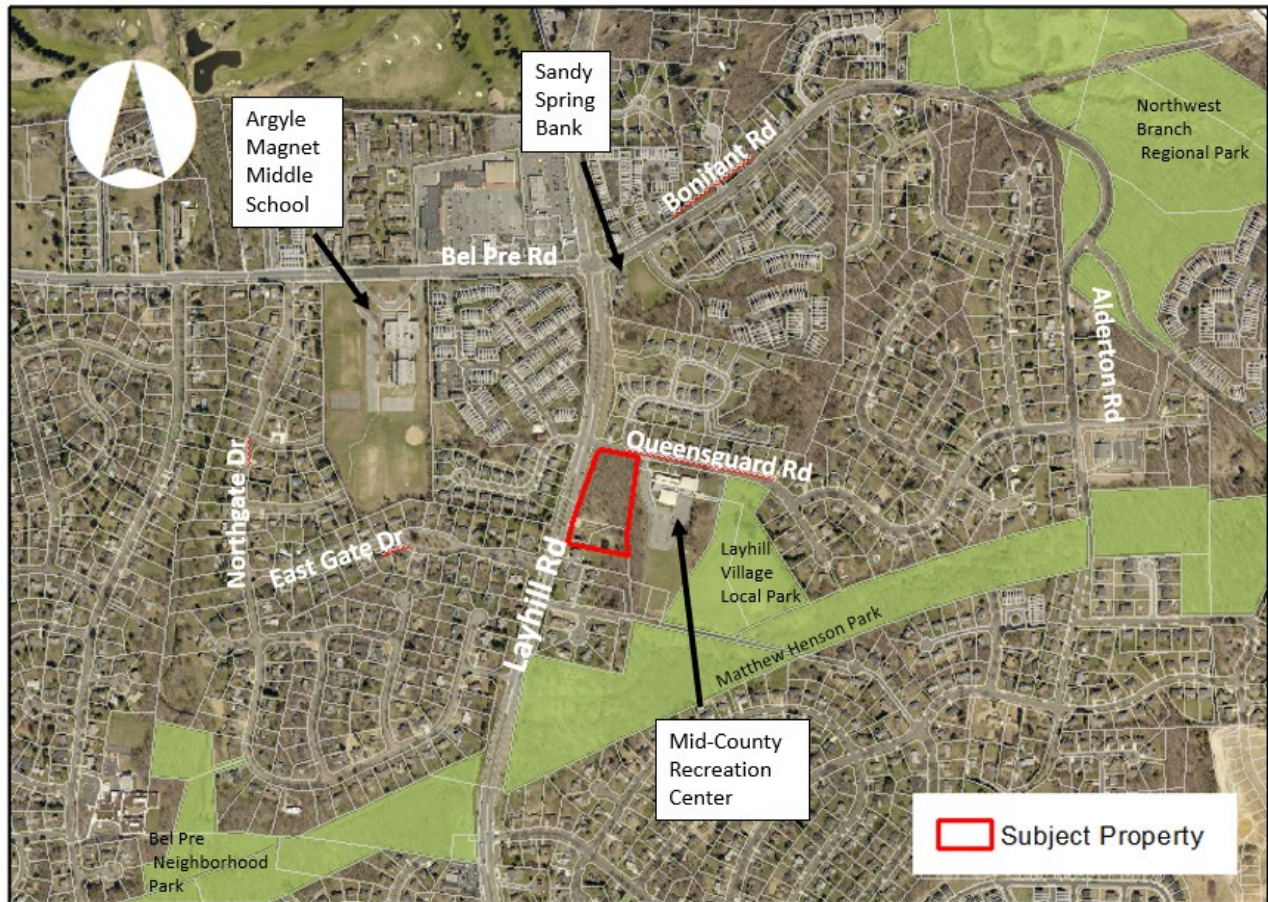 Sandy
Spring
Bank
Argyle
Magnet
Middle
School
Northwest
Branch
Regional Park
Bonifant Rd
Bel Pre Rd
Alderton Rd
Queensguard Rd
Northgate Dr
East Gate Dr
Layhill Rd
Layhill
Village
Local Park
Matthew Henson Park
Mid-County
Recreation
Center
Bel Pre
Neighborhood
Park
Subject Property